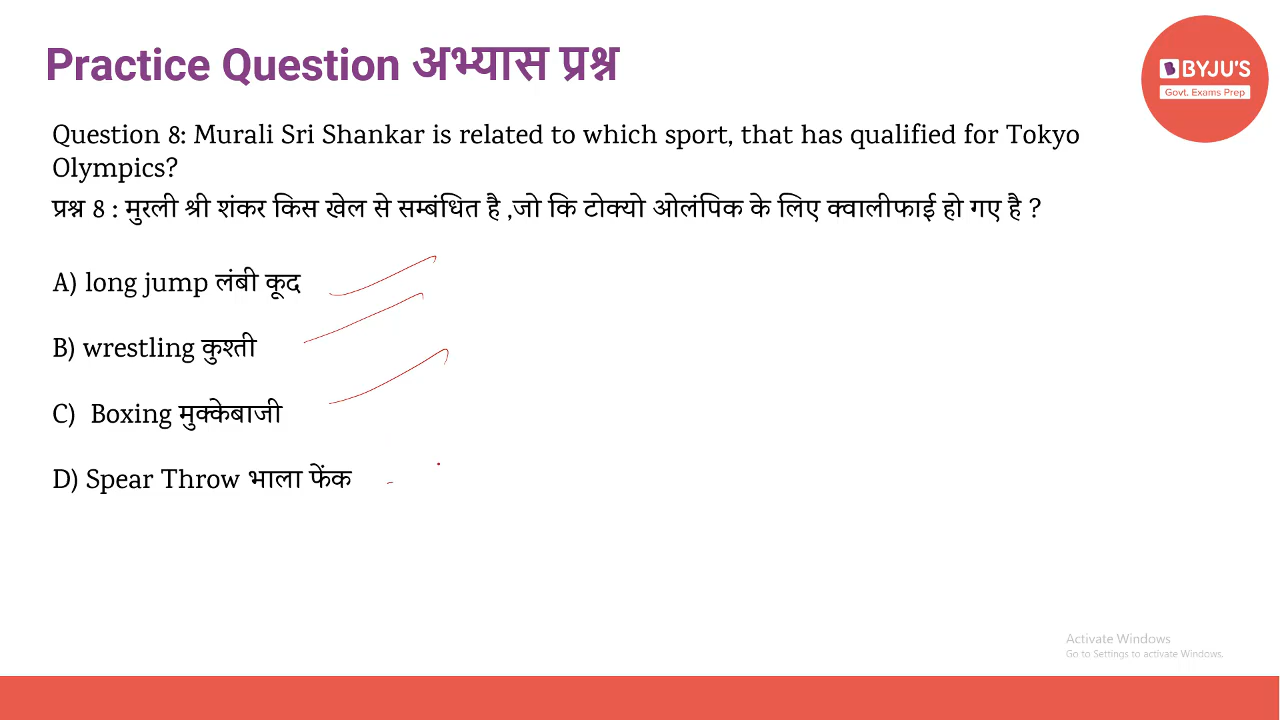 Practice Question अभ्यास प्रश्न
BYJU'S
Govt. Exams Prep
Question 8: Murali Sri Shankar is related to which sport, that has qualified for Tokyo
Olympics?
प्रश्न 8 : मुरली श्री शंकर किस खेल से सम्बंधित है ,जो कि टोक्यो ओलंपिक के लिए क्वालीफाई हो गए है ?
A) long jump लंबी कूद
B) wrestling कुश्ती
C) Boxing मुक्केबाजी
D) Spear Throw भाला फेंक
Activate Windows
Go to Settings to activate Windows.